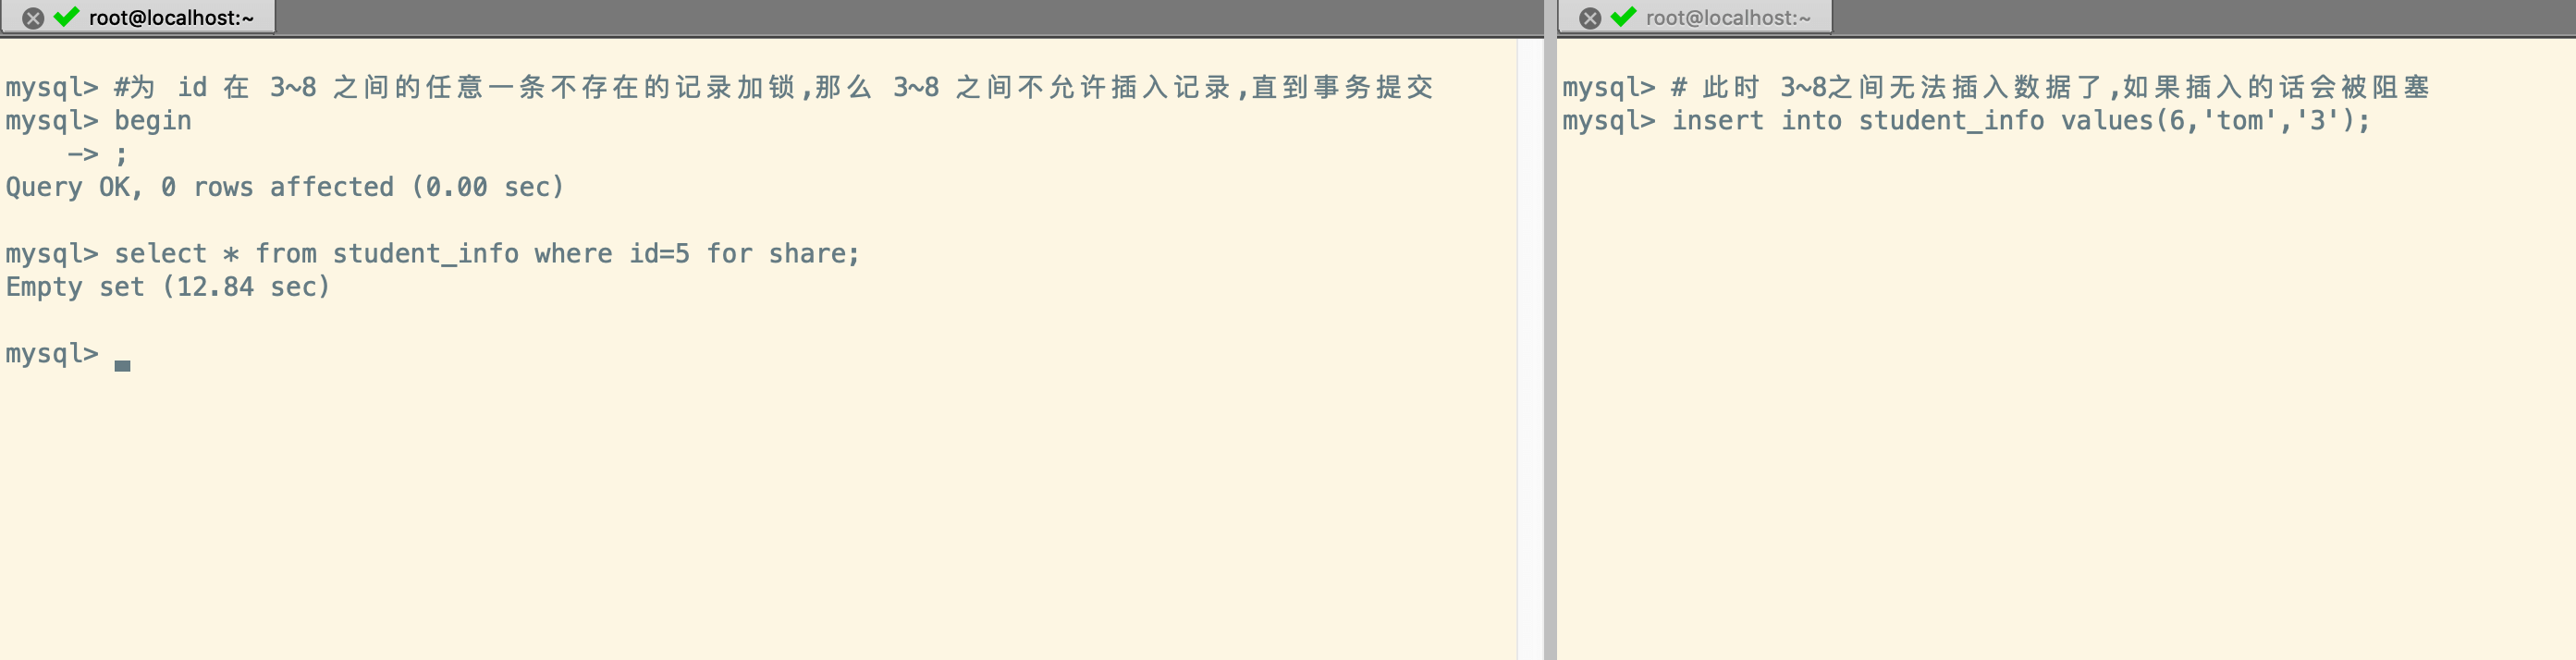 root@localhost:~
mysql> #为 id 在 3~8 之间的任意一条不存在的记录加锁,那么 3~8 之间不允许插入记录,直到事务提交
mysql> begin
    -> ;
Query OK, 0 rows affected (0.00 sec)
mysql> select * from student_info where id=5 for share;
Empty set (12.84 sec)
mysql>
root@localhost:~
mysql> # 此时 3~8之间无法插入数据了,如果插入的话会被阻塞
mysql> insert into student_info values(6,'tom','3');